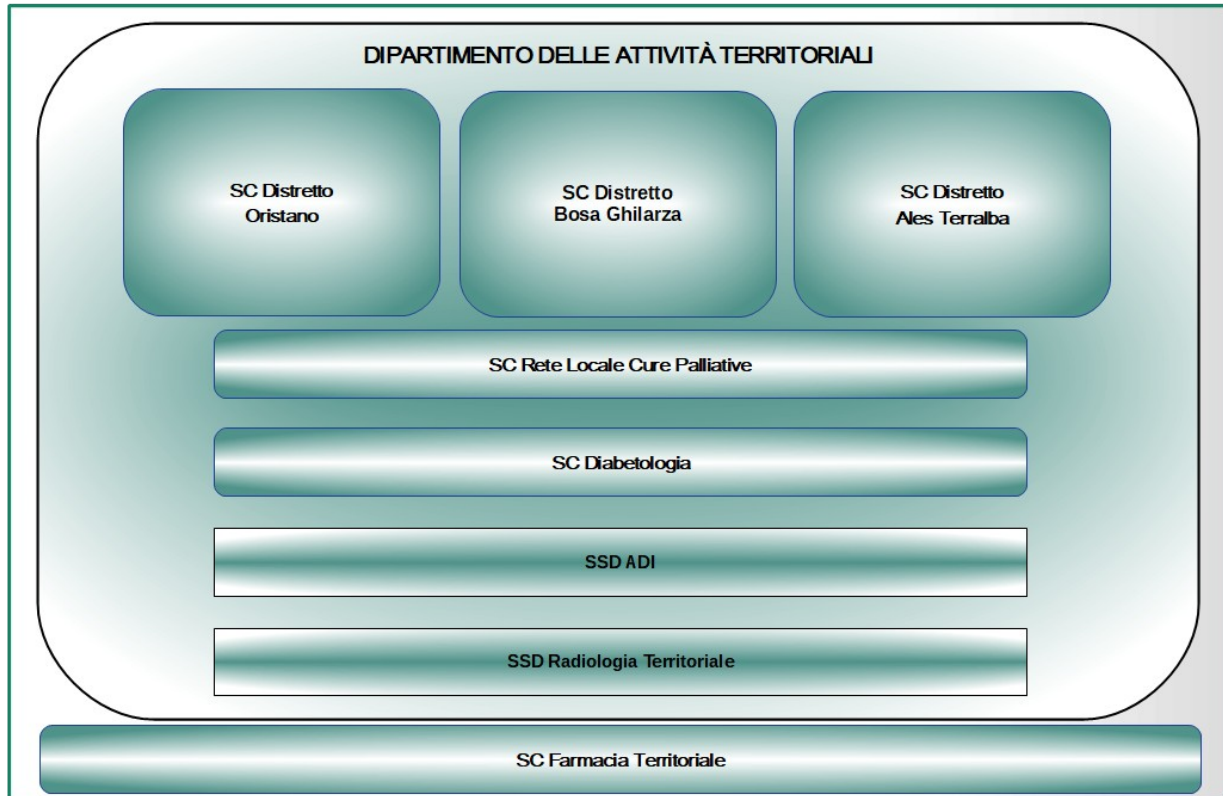 DIPARTIMENTO DELLE ATTIVITÀ TERRITORIALI
SC Distretto
Oristano
SC Distretto
Bosa Ghilarza
SC Distretto
Ales Terralba
SC Rete Locale Cure Palliative
SC Diabetologia
SSD ADI
SSD Radiologia Territoriale
SC Farmacia Territoriale